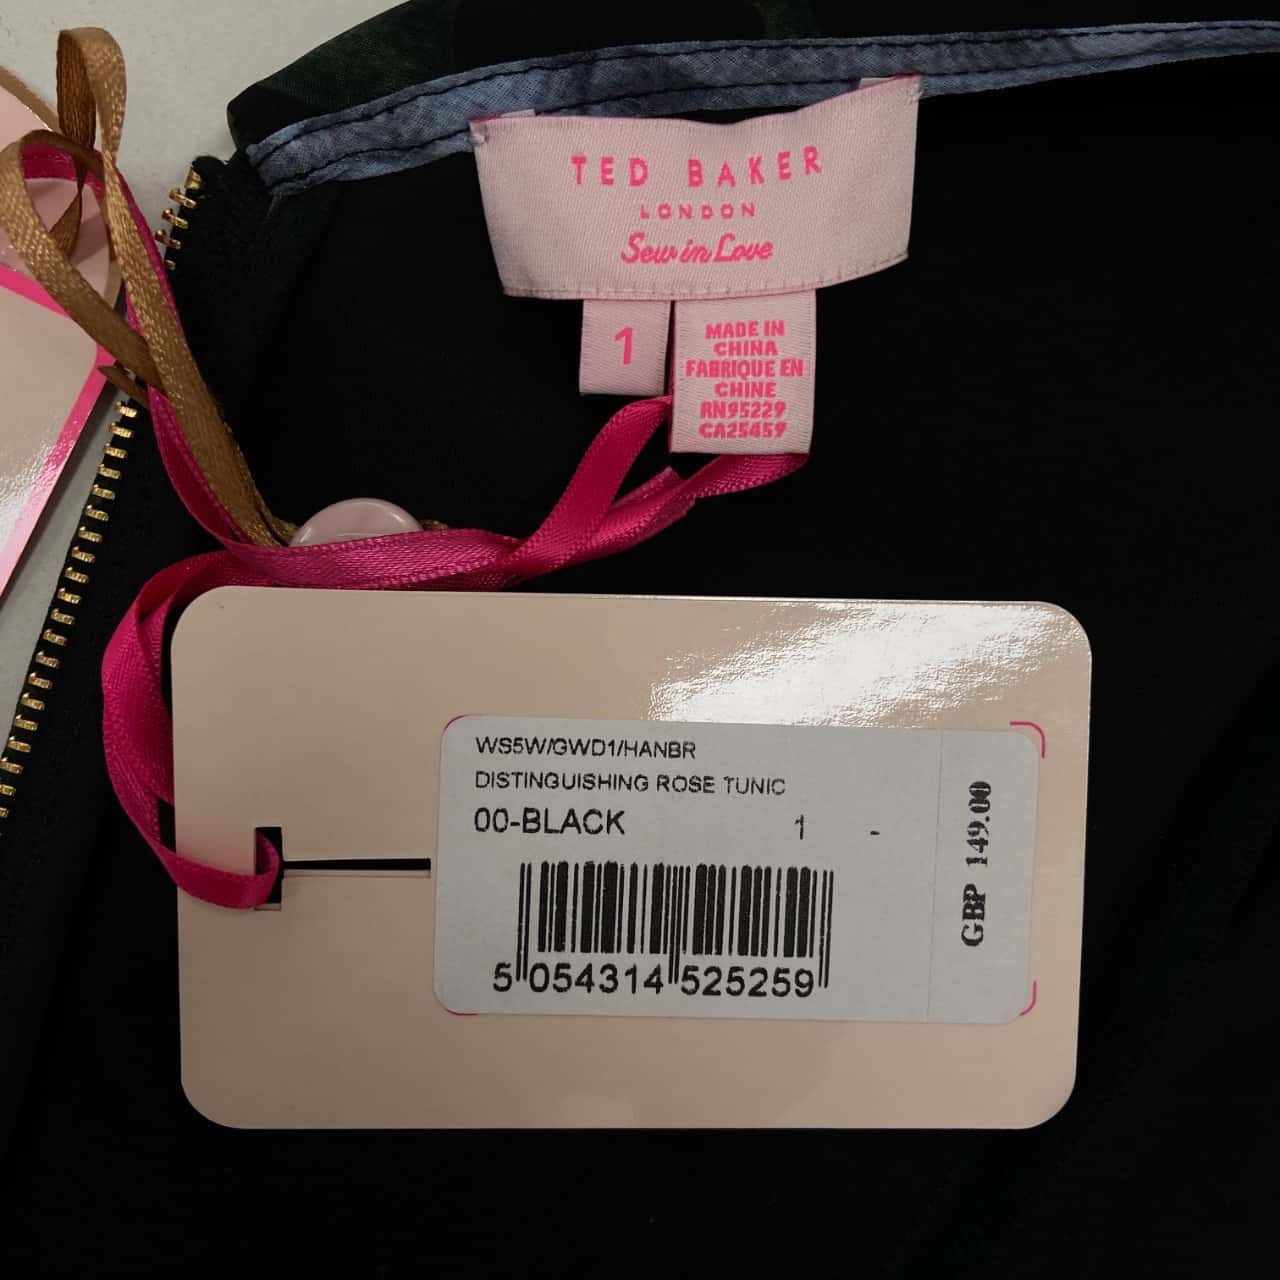 TED BAKER
LONDON
Sew in Love
1
MADE IN
CHINA
FABRIQUE EN
CHINE
RN95229
CA25459
WS5W/GWD1/HANBR
DISTINGUISHING ROSE TUNIC
00-BLACK 1 -
5 054314 525259
GBP 149.00